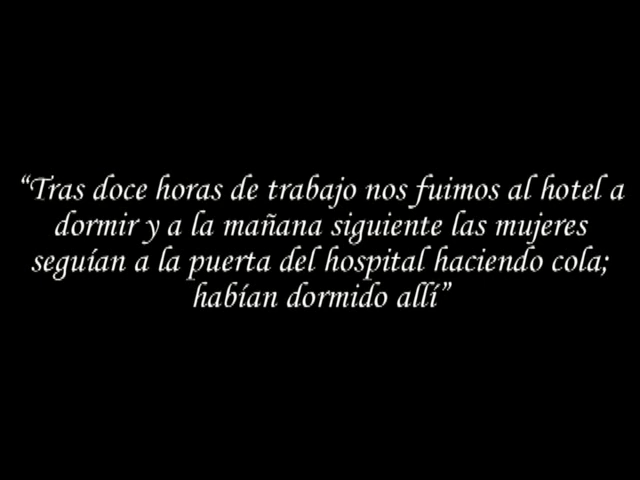 “Tras doce horas de trabajo nos fuimos al hotel a
dormir y a la mañana siguiente las mujeres
seguían a la puerta del hospital haciendo cola;
habían dormido allí”